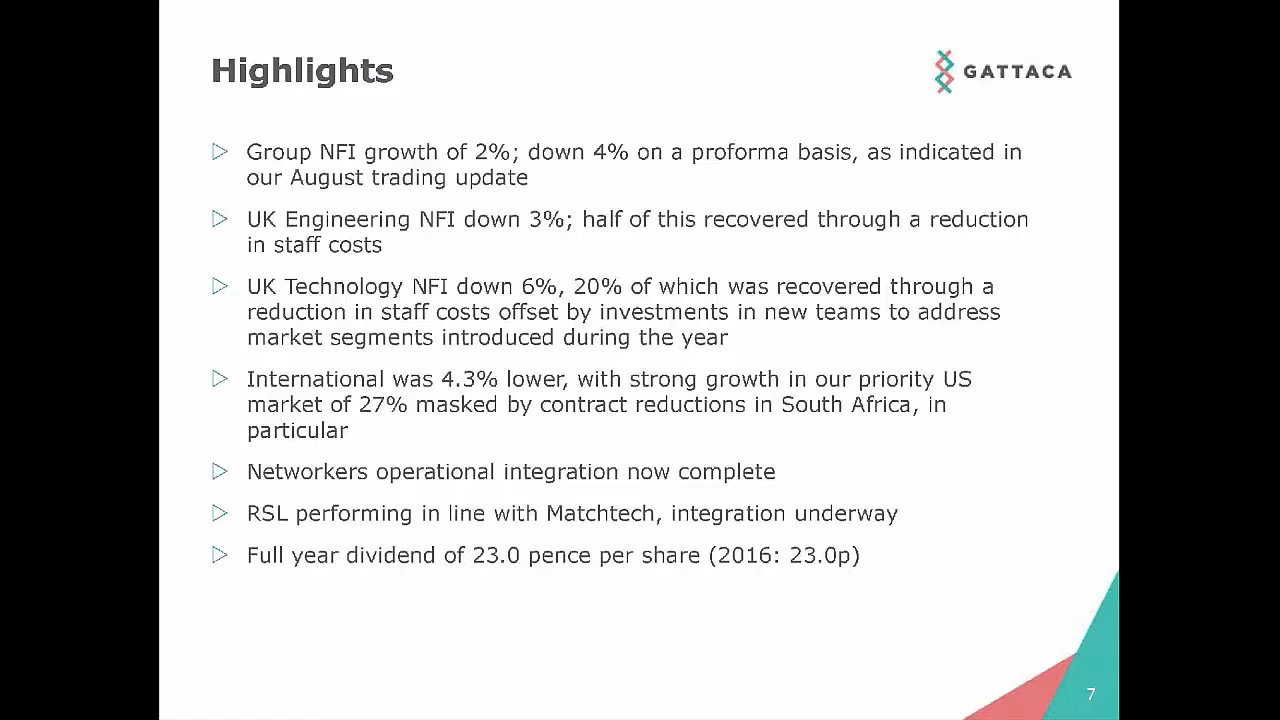 Highlights
GATTACA
Group NFI growth of 2%; down 4% on a proforma basis, as indicated in
our August trading update
UK Engineering NFI down 3%; half of this recovered through a reduction
in staff costs
UK Technology NFI down 6%, 20% of which was recovered through a
reduction in staff costs offset by investments in new teams to address
market segments introduced during the year
International was 4.3% lower, with strong growth in our priority US
market of 27% masked by contract reductions in South Africa, in
particular
Networkers operational integration now complete
RSL performing in line with Matchtech, integration underway
Full year dividend of 23.0 pence per share (2016: 23.0p)
7